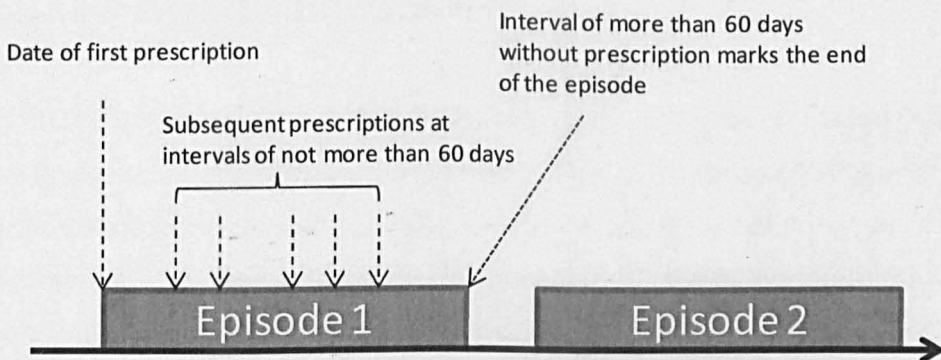 Date of first prescription
Interval of more than 60 days
without prescription marks the end
of the episode
Subsequent prescriptions at
intervals of not more than 60 days
Episode 1
Episode 2